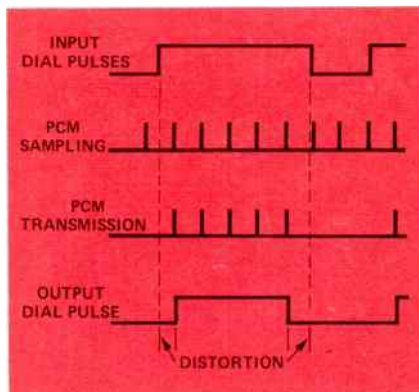 INPUT
DIAL PULSES
PCM
SAMPLING
PCM
TRANSMISSION
OUTPUT
DIAL PULSE
DISTORTION